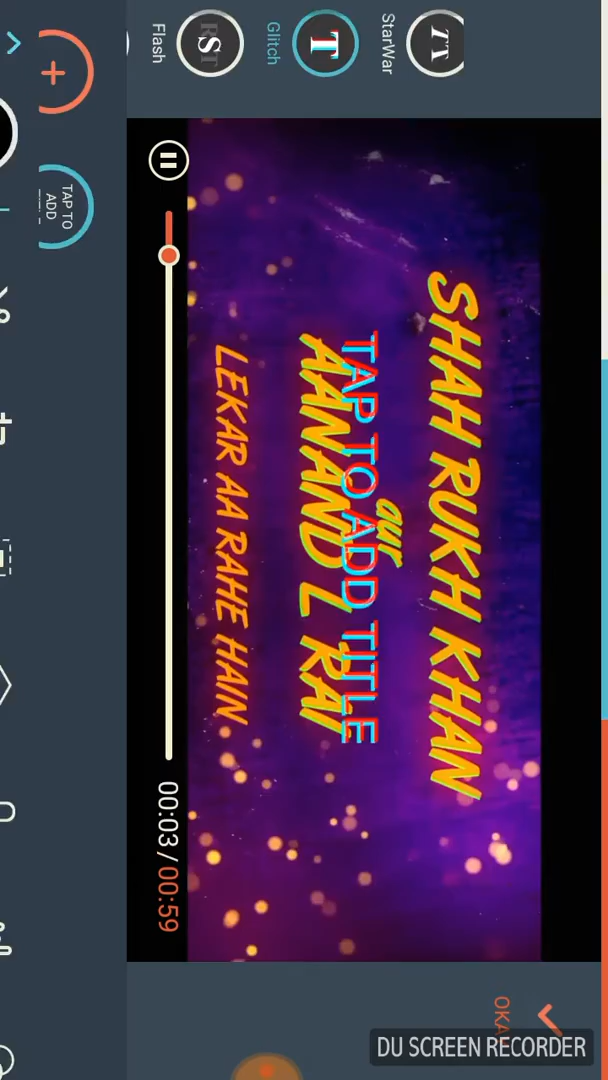 StarWar
T
Glitch
Flash
SHAH RUKH KHAN
aur
TAP TO ADD TITLE
AANAND L RAI
LEKAR AA RAHE HAIN
00:03 / 00:59
TAP TO
ADD
OKAY
DU SCREEN RECORDER